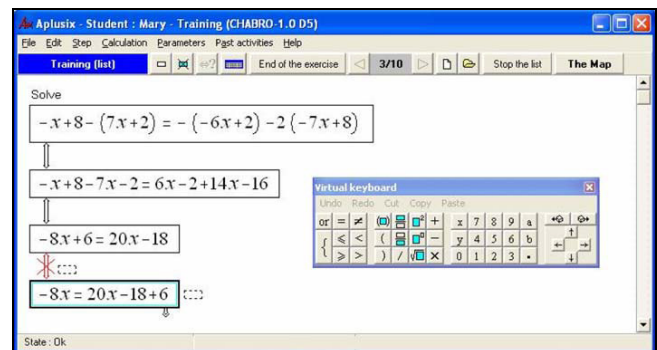 Aplusix - Student : Mary - Training (CHABRO-1.0 D5)
File Edit Step Calculation Parameters Past activities Help
Training (list) End of the exercise 3/10 Stop the list The Map
Solve
-x+8-(7x+2) = -(-6x+2) -2(-7x+8)
-x+8-7x-2=6x-2+14x-16
-8x+6=20x-18
-8x=20x-18+6
Virtual keyboard
Undo Redo Cut Copy Paste
or = ≠ (□) □² + x 7 8 9 a
{ ≤ < ( □ − y 4 5 6 b
≥ > ) / √□ × 0 1 2 3 .
State : Ok